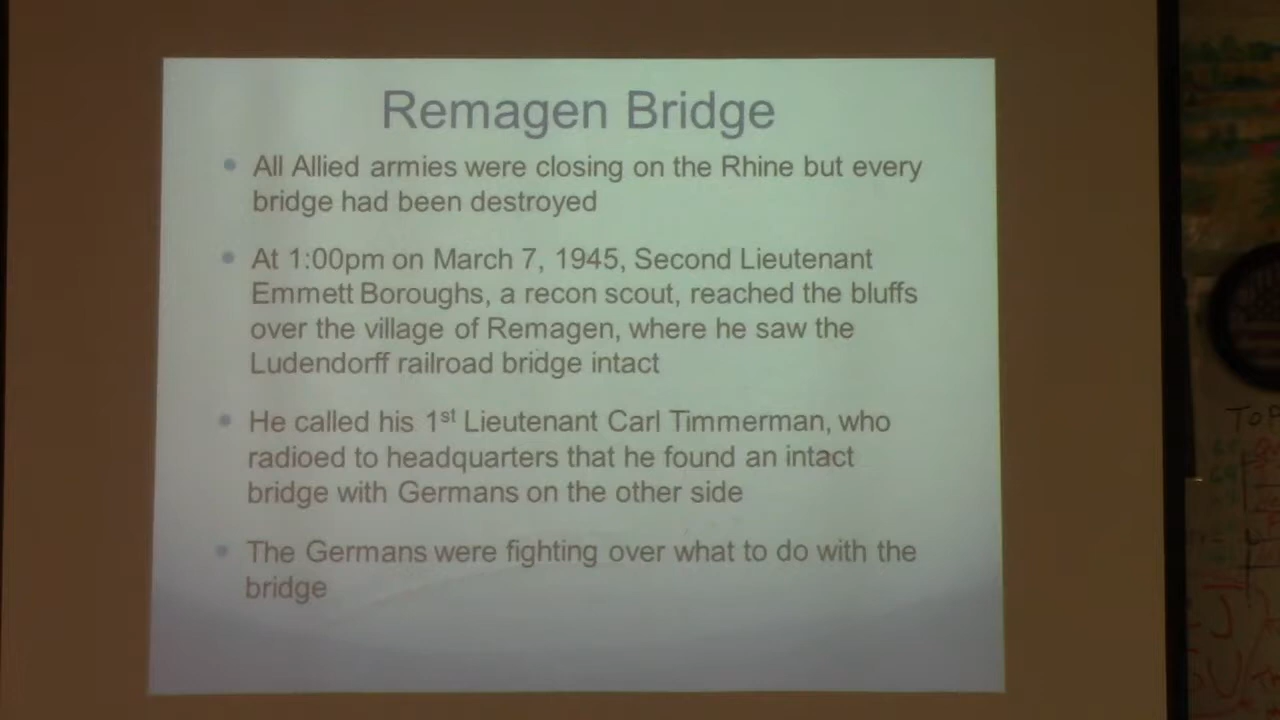 Remagen Bridge
• All Allied armies were closing on the Rhine but every
bridge had been destroyed
• At 1:00pm on March 7, 1945, Second Lieutenant
Emmett Boroughs, a recon scout, reached the bluffs
over the village of Remagen, where he saw the
Ludendorff railroad bridge intact
• He called his 1st Lieutenant Carl Timmerman, who
radioed to headquarters that he found an intact
bridge with Germans on the other side
• The Germans were fighting over what to do with the
bridge